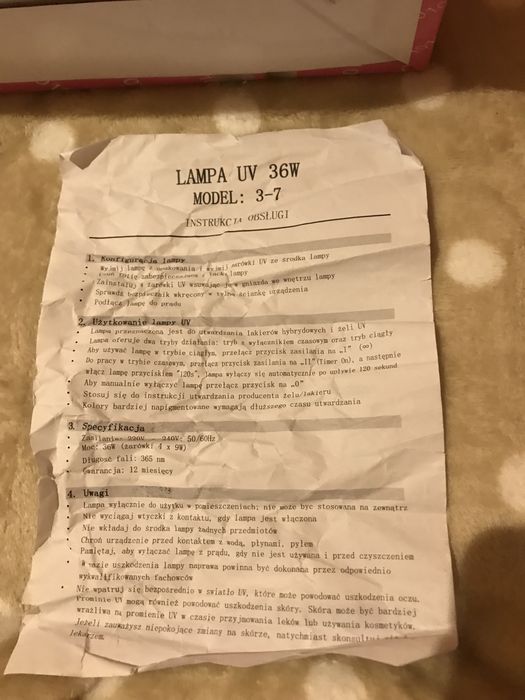 LAMPA UV 36W
MODEL: 3-7
INSTRUKCJA OBSŁUGI
1. Konfiguracja lampy
Wyjmij lampę z opakowania i wyjmij żarówki UV ze środka lampy
folię zabezpieczającą z lampy
Zainstaluj 4 żarówki UV wsuwając je w gniazda we wnętrzu lampy
Sprawdź bezpiecznik wkręcony w tylną ściankę urządzenia
Podłącz lampę do prądu
2. Użytkowanie lampy UV
Lampa przeznaczona jest do utwardzania lakierów hybrydowych i żeli UV
Lampa oferuje dwa tryby działania: tryb z wyłącznikiem czasowym oraz tryb ciągły
Aby używać lampę w trybie ciągłym, przełącz przycisk zasilania na „I" (∞)
Do pracy w trybie czasowym, przełącz przycisk zasilania na „II"(Timer On), a następnie
włącz lampę przyciskiem "120s", lampa wyłączy się automatycznie po upływie 120 sekund
Aby manualnie wyłączyć lampę przełącz przycisk na „0"
Stosuj się do instrukcji utwardzania producenta żelu/lakieru
Kolory bardziej napigmentowane wymagają dłuższego czasu utwardzania
3. Specyfikacja
Zasilanie: 220V – 240V: 50/60Hz
Moc: 36W (żarówki 4 x 9W)
Długość fali: 365 nm
Gwarancja: 12 miesięcy
4. Uwagi
Lampa wyłącznie do użytku w pomieszczeniach; nie może być stosowana na zewnątrz
Nie wyciągaj wtyczki z kontaktu, gdy lampa jest włączona
Nie wkładaj do środka lampy żadnych przedmiotów
Chroń urządzenie przed kontaktem z wodą, płynami, pyłem
Pamiętaj, aby wyłączać lampę z prądu, gdy nie jest używana i przed czyszczeniem
W razie uszkodzenia lampy naprawa powinna być dokonana przez odpowiednio
wykwalifikowanych fachowców
Nie wpatruj się bezpośrednio w światło UV, które może powodować uszkodzenia oczu.
Promienie UV mogą również powodować uszkodzenia skóry. Skóra może być bardziej
wrażliwa na promienie UV w czasie przyjmowania leków lub używania kosmetyków.
Jeżeli zauważysz niepokojące zmiany na skórze, natychmiast skonsultuj
lekarzem.